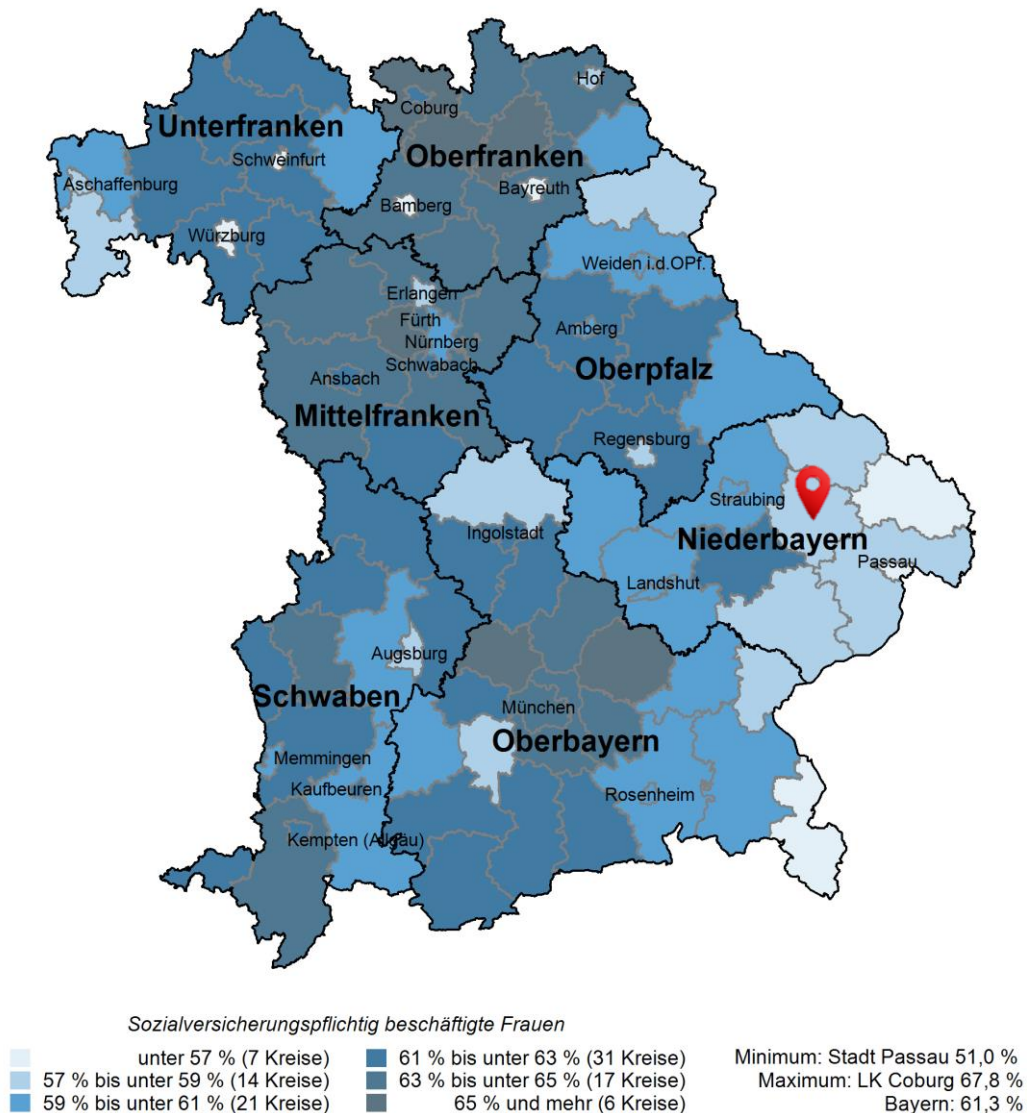 Hof
Coburg
Unterfranken
Oberfranken
Schweinfurt
Aschaffenburg
Bayreuth
Bamberg
Würzburg
Weiden i.d.OPf.
Erlangen
Fürth
Amberg
Nürnberg
Schwabach
Oberpfalz
Ansbach
Mittelfranken
Regensburg
Straubing
Ingolstadt
Niederbayern
Passau
Landshut
Augsburg
Schwaben
München
Oberbayern
Memmingen
Kaufbeuren
Rosenheim
Kempten (Allgäu)
Sozialversicherungspflichtig beschäftigte Frauen
unter 57 % (7 Kreise)
57 % bis unter 59 % (14 Kreise)
59 % bis unter 61 % (21 Kreise)
61 % bis unter 63 % (31 Kreise)
63 % bis unter 65 % (17 Kreise)
65 % und mehr (6 Kreise)
Minimum: Stadt Passau 51,0 %
Maximum: LK Coburg 67,8 %
Bayern: 61,3 %